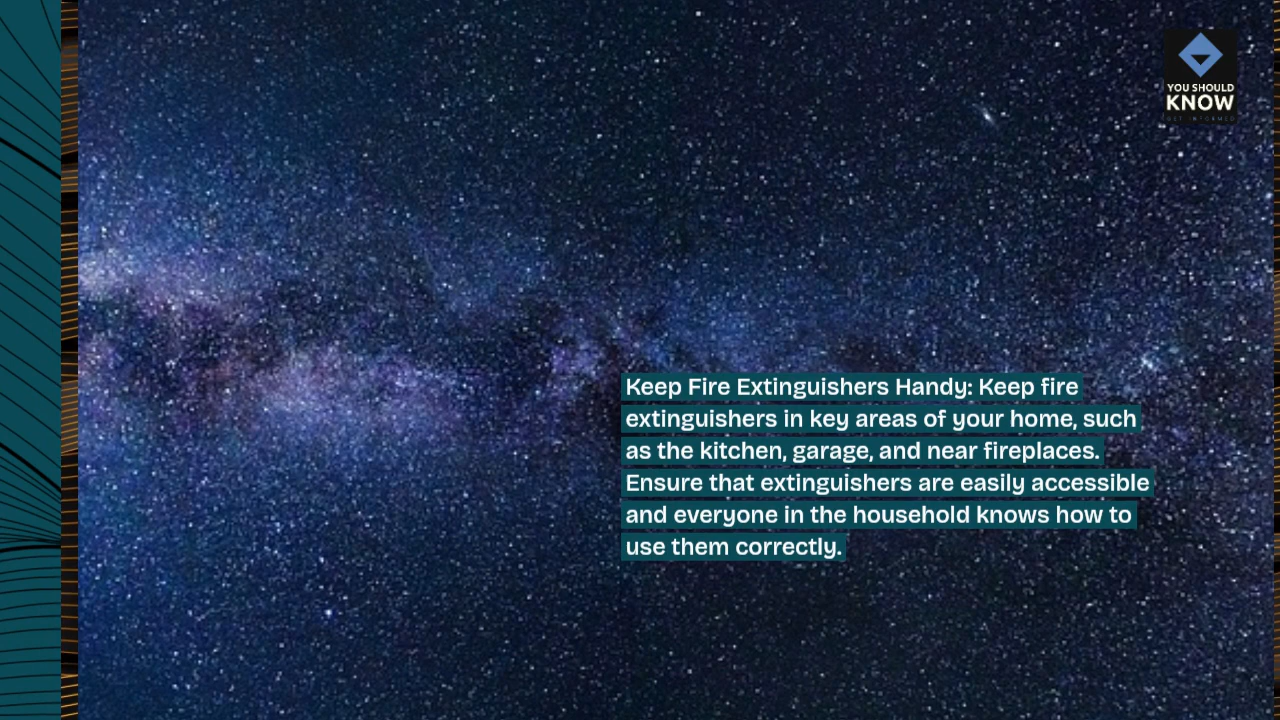 YOU SHOULD
KNOW
GET INFORMED
Keep Fire Extinguishers Handy: Keep fire
extinguishers in key areas of your home, such
as the kitchen, garage, and near fireplaces.
Ensure that extinguishers are easily accessible
and everyone in the household knows how to
use them correctly.